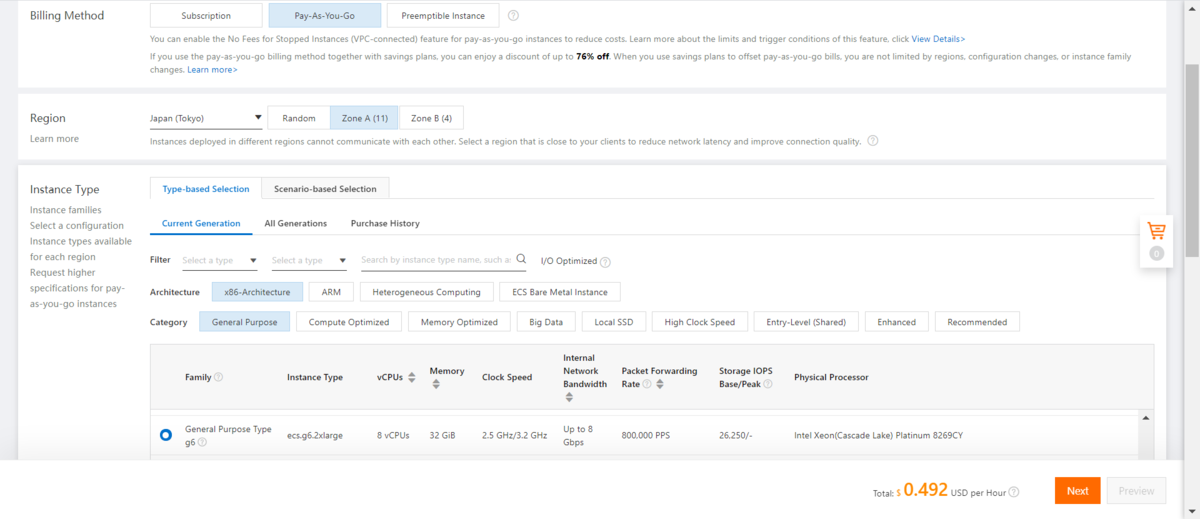 Billing Method
Subscription
Pay-As-You-Go
Preemptible Instance
You can enable the No Fees for Stopped Instances (VPC-connected) feature for pay-as-you-go instances to reduce costs. Learn more about the limits and trigger conditions of this feature, click View Details>
If you use the pay-as-you-go billing method together with savings plans, you can enjoy a discount of up to 76% off. When you use savings plans to offset pay-as-you-go bills, you are not limited by regions, configuration changes, or instance family
changes. Learn more>
Region
Learn more
Japan (Tokyo)
Random
Zone A (11)
Zone B (4)
Instances deployed in different regions cannot communicate with each other. Select a region that is close to your clients to reduce network latency and improve connection quality.
Instance Type
Instance families
Select a configuration
Instance types available
for each region
Request higher
specifications for pay-
as-you-go instances
Type-based Selection
Scenario-based Selection
Current Generation
All Generations
Purchase History
Filter
Select a type
Select a type
Search by instance type name, such as
I/O Optimized
Architecture
x86-Architecture
ARM
Heterogeneous Computing
ECS Bare Metal Instance
Category
General Purpose
Compute Optimized
Memory Optimized
Big Data
Local SSD
High Clock Speed
Entry-Level (Shared)
Enhanced
Recommended
Family
Instance Type
vCPUs
Memory
Clock Speed
Internal
Network
Bandwidth
Packet Forwarding
Rate
Storage IOPS
Base/Peak
Physical Processor
General Purpose Type
g6
ecs.g6.2xlarge
8 vCPUs
32 GiB
2.5 GHz/3.2 GHz
Up to 8
Gbps
800,000 PPS
26,250/-
Intel Xeon(Cascade Lake) Platinum 8269CY
0
Total: $ 0.492 USD per Hour
Next
Preview